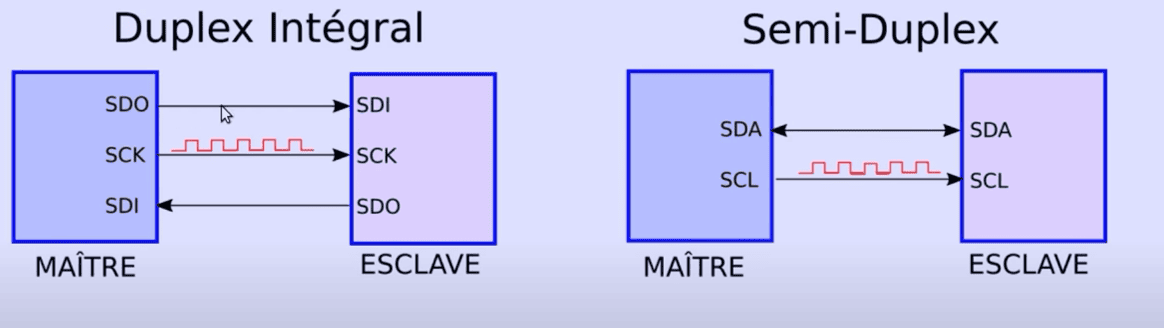 Duplex Intégral
SDO
SDI
SCK
SCK
SDI
SDO
MAÎTRE
ESCLAVE
Semi-Duplex
SDA
SDA
SCL
SCL
MAÎTRE
ESCLAVE